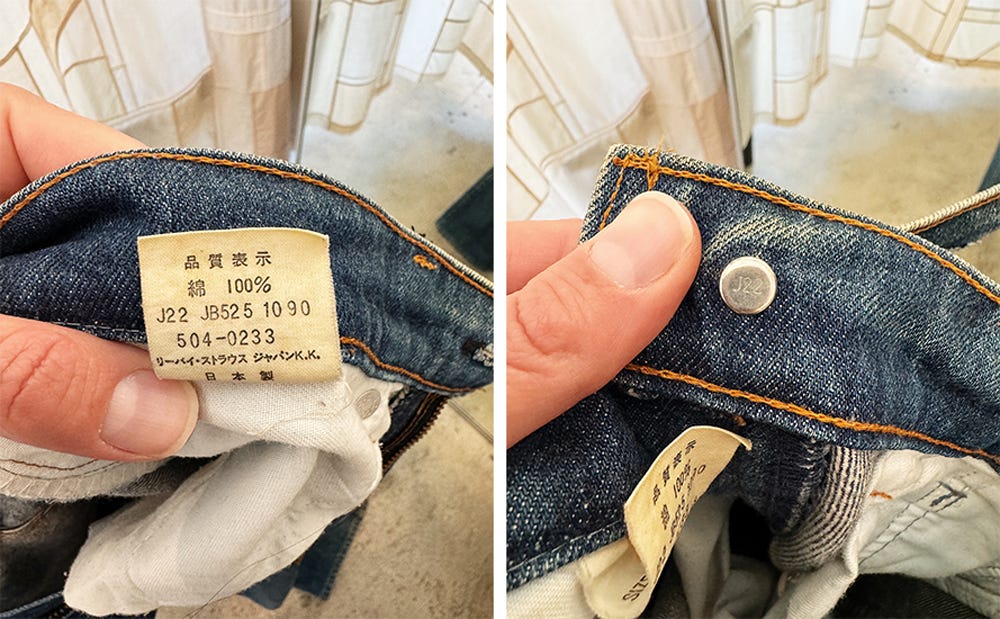 品質表示
綿 100%
J22 JB525 1090
504-0233
リーバイ・ストラウス ジャパンK.K.
日本製
J22
品質表示
綿 100%
SIZE